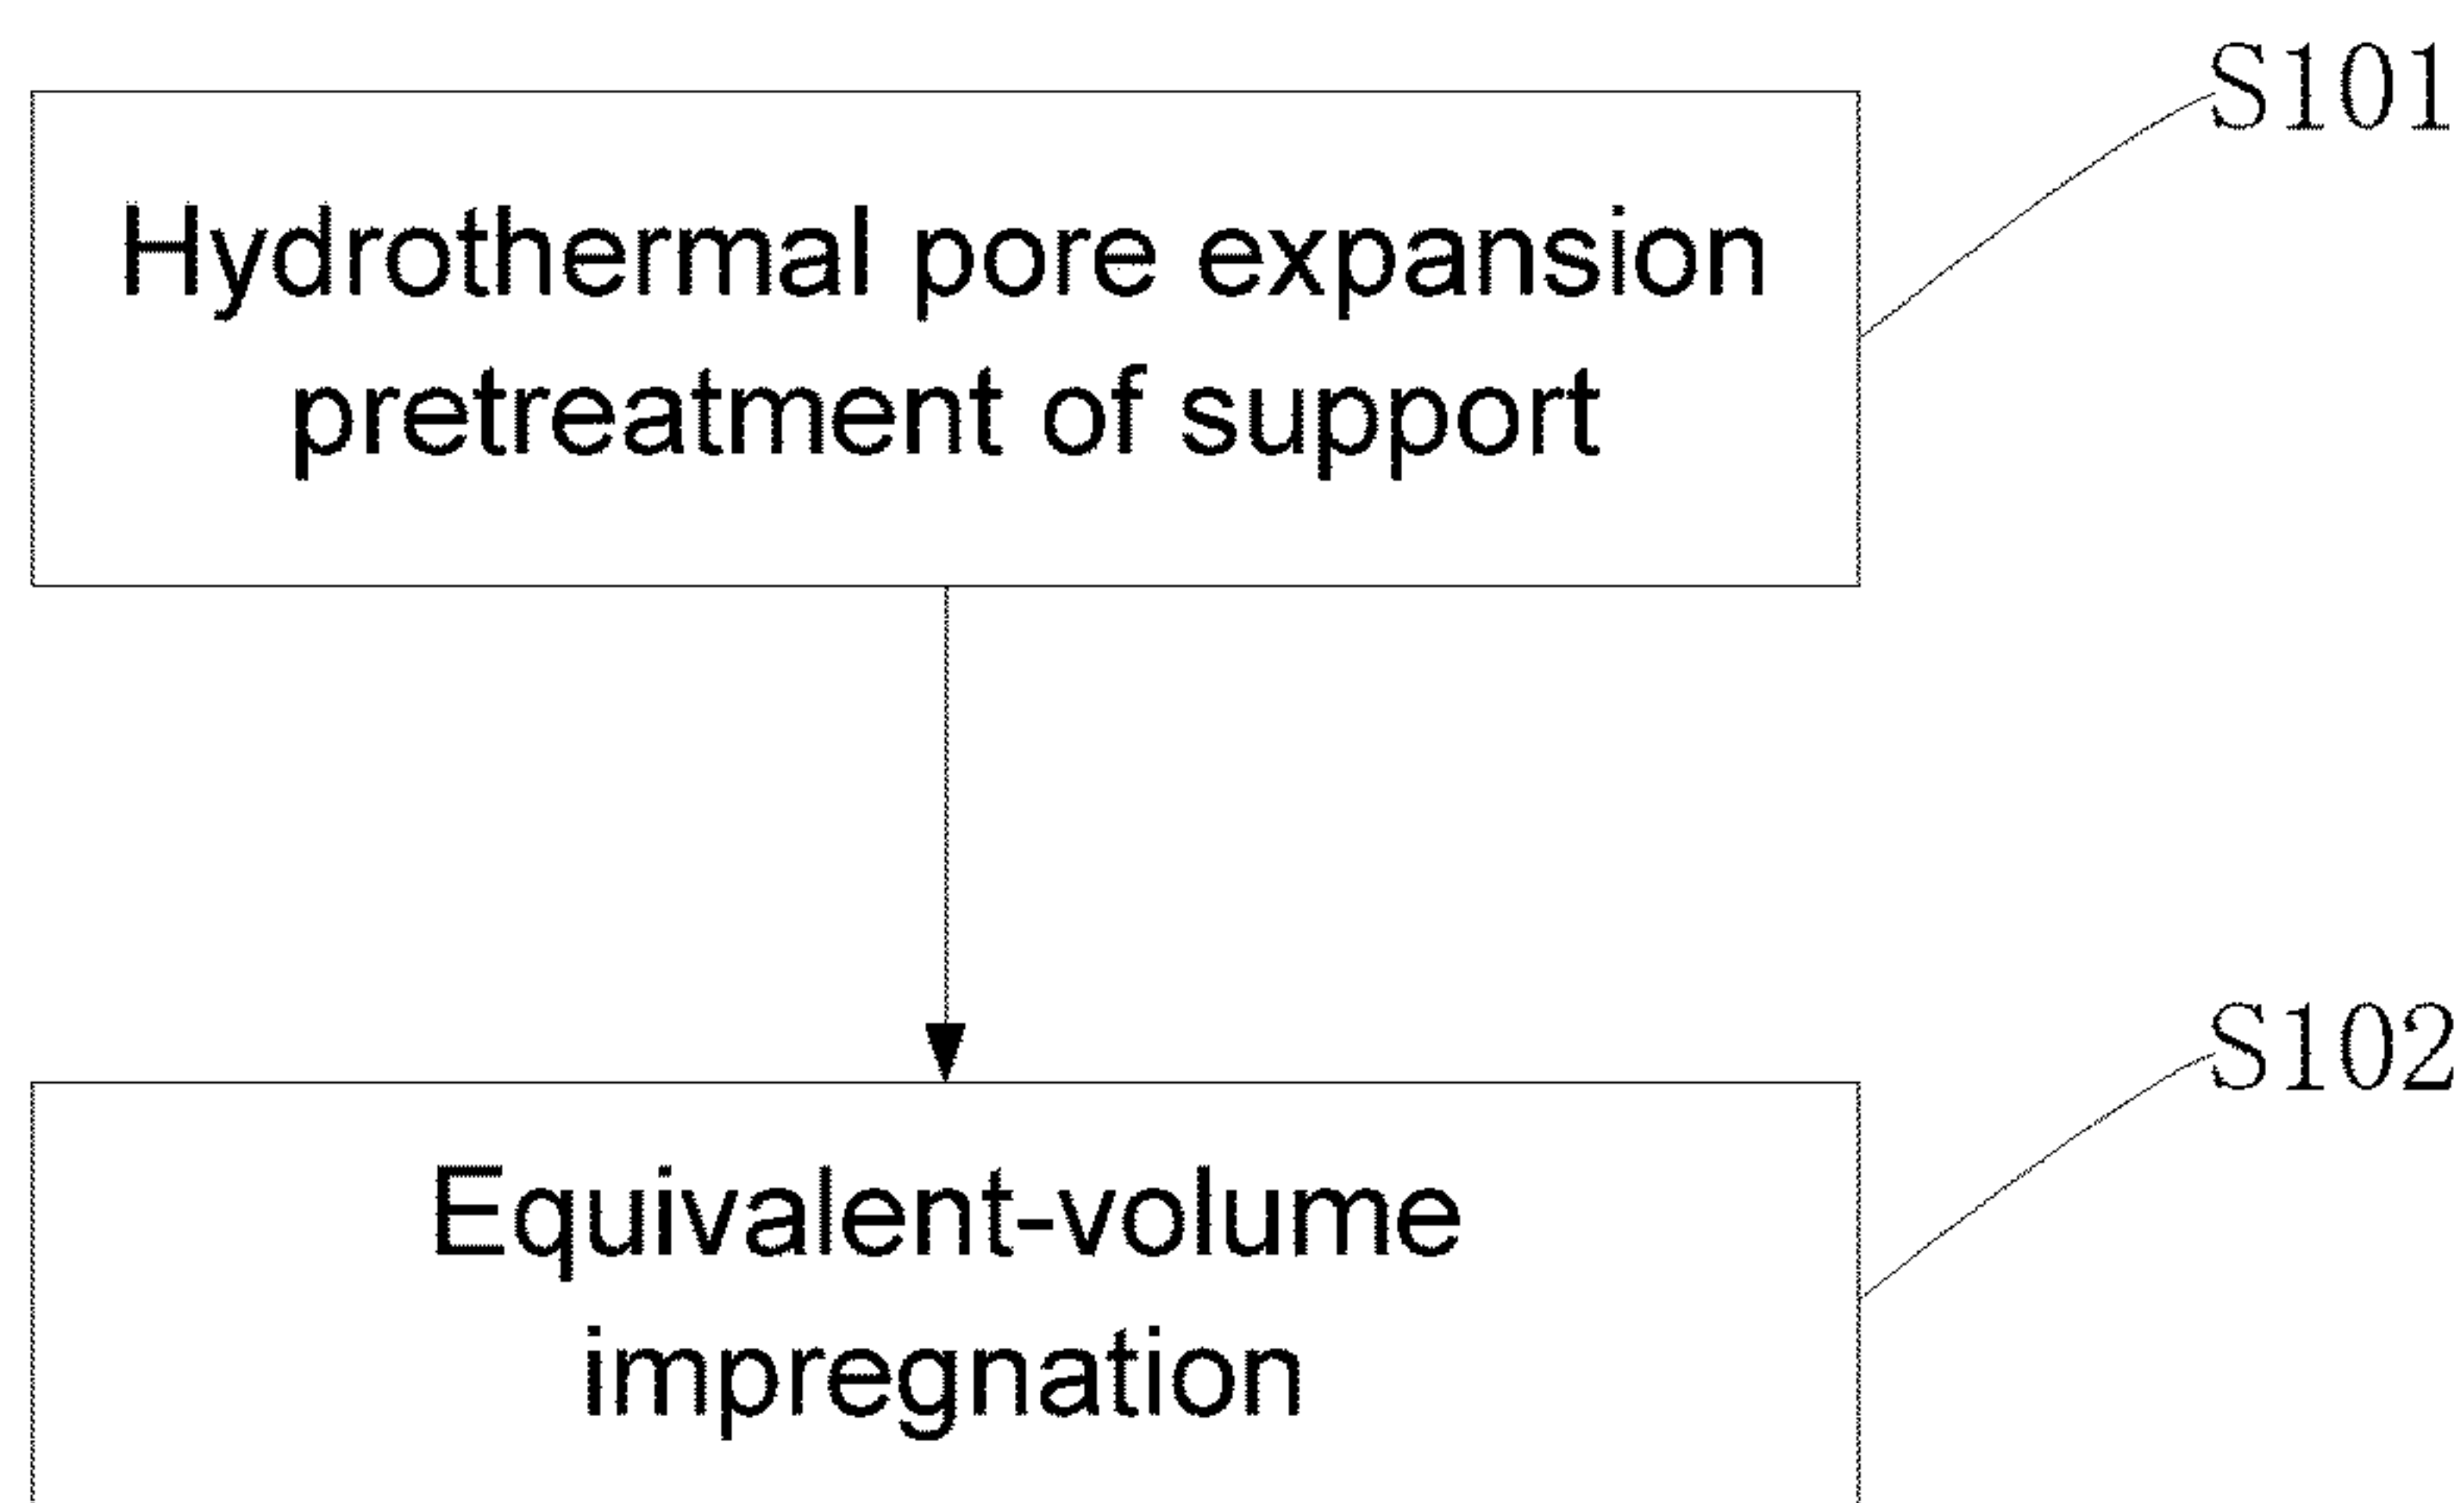 S101
Hydrothermal pore expansion
pretreatment of support
S102
Equivalent-volume
impregnation